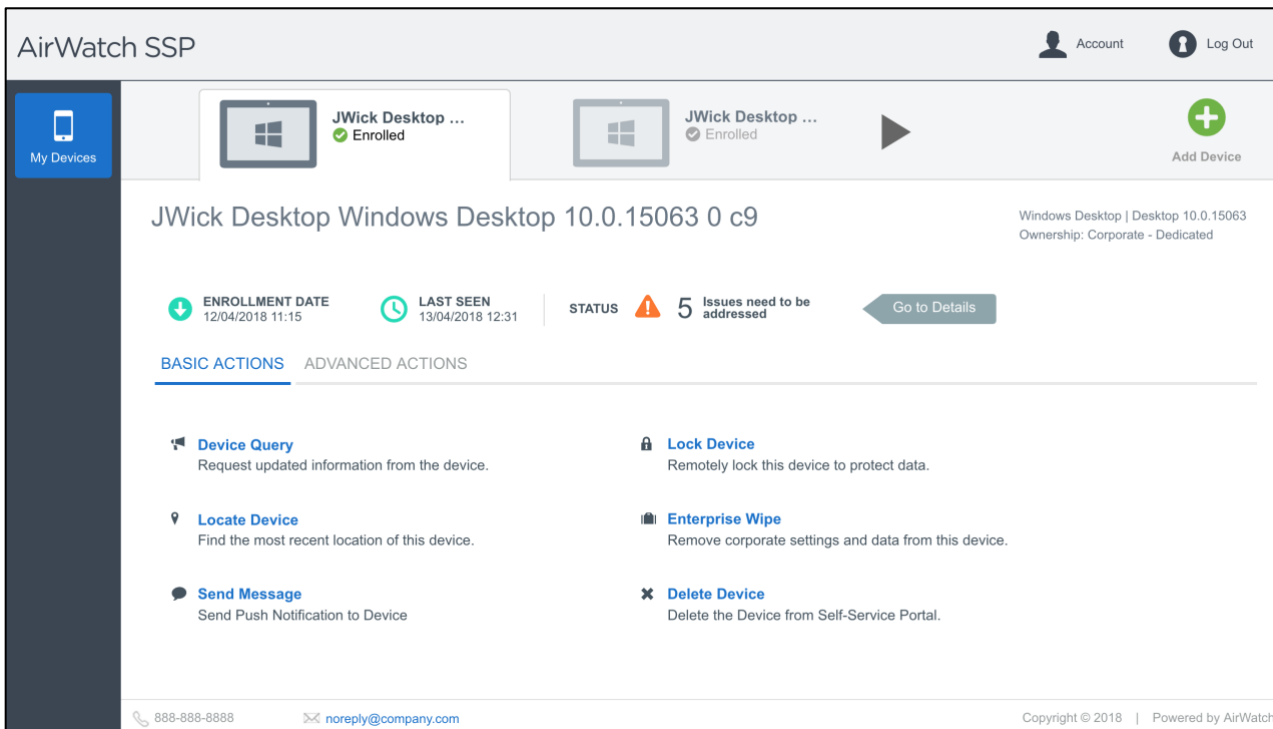 AirWatch SSP
Account
Log Out
My Devices
JWick Desktop ...
Enrolled
JWick Desktop ...
Enrolled
Add Device
JWick Desktop Windows Desktop 10.0.15063 0 c9
Windows Desktop | Desktop 10.0.15063
Ownership: Corporate - Dedicated
ENROLLMENT DATE
12/04/2018 11:15
LAST SEEN
13/04/2018 12:31
STATUS
5
Issues need to be
addressed
Go to Details
BASIC ACTIONS
ADVANCED ACTIONS
Device Query
Request updated information from the device.
Lock Device
Remotely lock this device to protect data.
Locate Device
Find the most recent location of this device.
Enterprise Wipe
Remove corporate settings and data from this device.
Send Message
Send Push Notification to Device
Delete Device
Delete the Device from Self-Service Portal.
888-888-8888
noreply@company.com
Copyright © 2018 | Powered by AirWatch